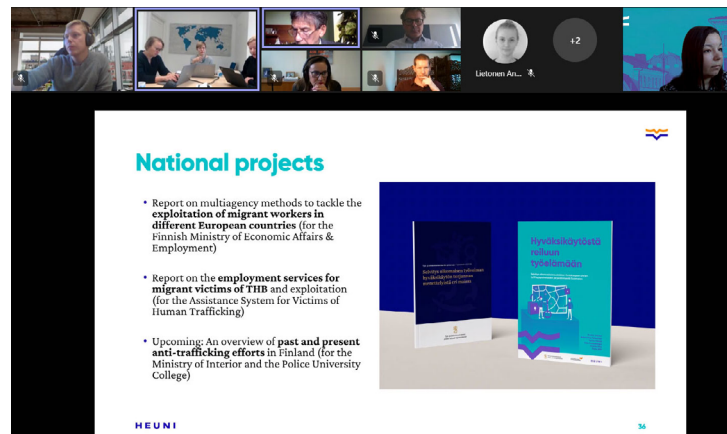 Lietonen An...
+2
National projects
• Report on multiagency methods to tackle the
exploitation of migrant workers in
different European countries (for the
Finnish Ministry of Economic Affairs &
Employment)
• Report on the employment services for
migrant victims of THB and exploitation
(for the Assistance System for Victims of
Human Trafficking)
• Upcoming: An overview of past and present
anti-trafficking efforts in Finland (for the
Ministry of Interior and the Police University
College)
Hyväksikäytöstä
reiluun
työelämään
HEUNI
36